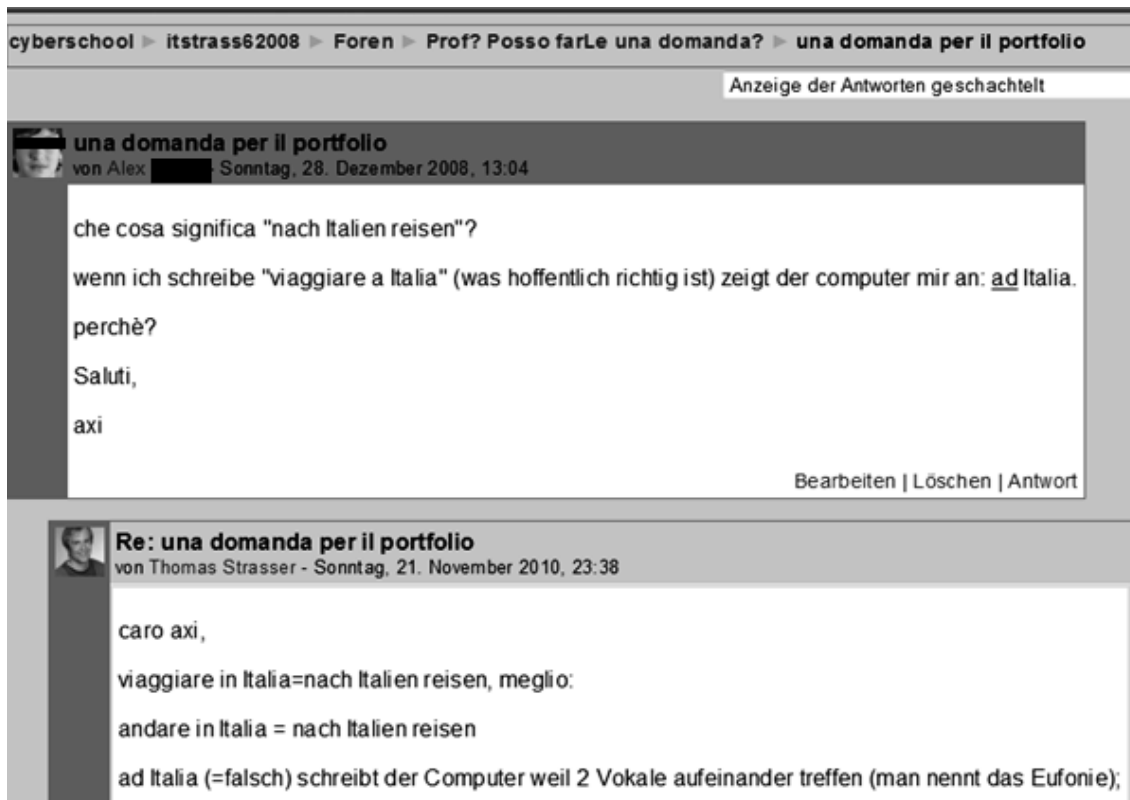 cyberschool ► itstrass62008 ► Foren ► Prof? Posso farLe una domanda? ► una domanda per il portfolio
Anzeige der Antworten geschachtelt
una domanda per il portfolio
von Alex - Sonntag, 28. Dezember 2008, 13:04
che cosa significa "nach Italien reisen"?
wenn ich schreibe "viaggiare a Italia" (was hoffentlich richtig ist) zeigt der computer mir an: ad Italia.
perchè?
Saluti,
axi
Bearbeiten | Löschen | Antwort
Re: una domanda per il portfolio
von Thomas Strasser - Sonntag, 21. November 2010, 23:38
caro axi,
viaggiare in Italia=nach Italien reisen, meglio:
andare in Italia = nach Italien reisen
ad Italia (=falsch) schreibt der Computer weil 2 Vokale aufeinander treffen (man nennt das Eufonie);